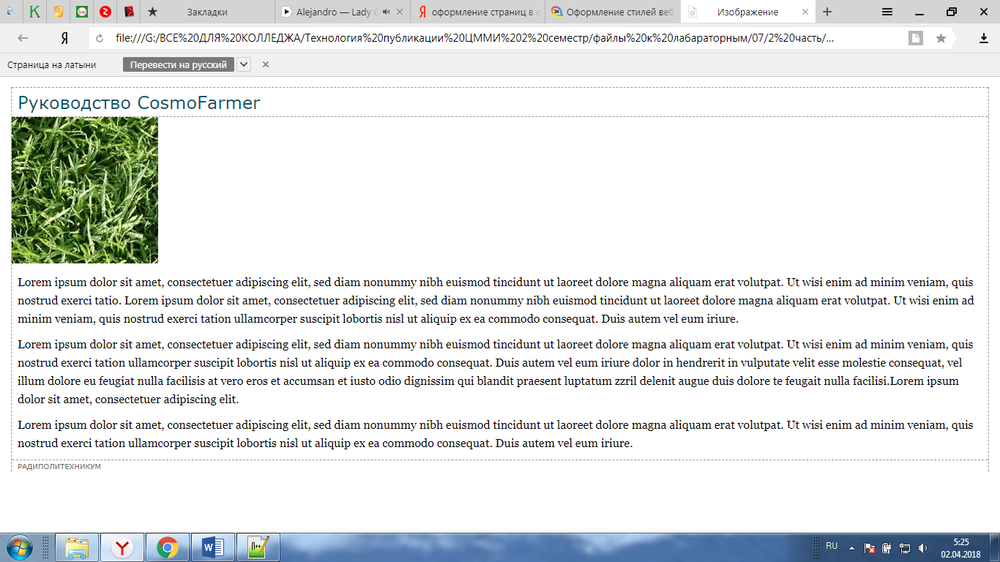 Закладки
Alejandro — Lady G
оформление страниц в с
Оформление стилей веб
Изображение
Я
file:///G:/ВСЕ%20ДЛЯ%20КОЛЛЕДЖА/Технология%20публикации%20ЦММИ%202%20семестр/файлы%20к%20лабараторным/07/2%20часть/...
Страница на латыни
Перевести на русский
Руководство CosmoFarmer
Lorem ipsum dolor sit amet, consectetuer adipiscing elit, sed diam nonummy nibh euismod tincidunt ut laoreet dolore magna aliquam erat volutpat. Ut wisi enim ad minim veniam, quis
nostrud exerci tatio. Lorem ipsum dolor sit amet, consectetuer adipiscing elit, sed diam nonummy nibh euismod tincidunt ut laoreet dolore magna aliquam erat volutpat. Ut wisi enim ad
minim veniam, quis nostrud exerci tation ullamcorper suscipit lobortis nisl ut aliquip ex ea commodo consequat. Duis autem vel eum iriure.
Lorem ipsum dolor sit amet, consectetuer adipiscing elit, sed diam nonummy nibh euismod tincidunt ut laoreet dolore magna aliquam erat volutpat. Ut wisi enim ad minim veniam, quis
nostrud exerci tation ullamcorper suscipit lobortis nisl ut aliquip ex ea commodo consequat. Duis autem vel eum iriure dolor in hendrerit in vulputate velit esse molestie consequat, vel
illum dolore eu feugiat nulla facilisis at vero eros et accumsan et iusto odio dignissim qui blandit praesent luptatum zzril delenit augue duis dolore te feugait nulla facilisi.Lorem ipsum
dolor sit amet, consectetuer adipiscing elit.
Lorem ipsum dolor sit amet, consectetuer adipiscing elit, sed diam nonummy nibh euismod tincidunt ut laoreet dolore magna aliquam erat volutpat. Ut wisi enim ad minim veniam, quis
nostrud exerci tation ullamcorper suscipit lobortis nisl ut aliquip ex ea commodo consequat. Duis autem vel eum iriure.
РАДИПОЛИТЕХНИКУМ
RU
5:25
02.04.2018